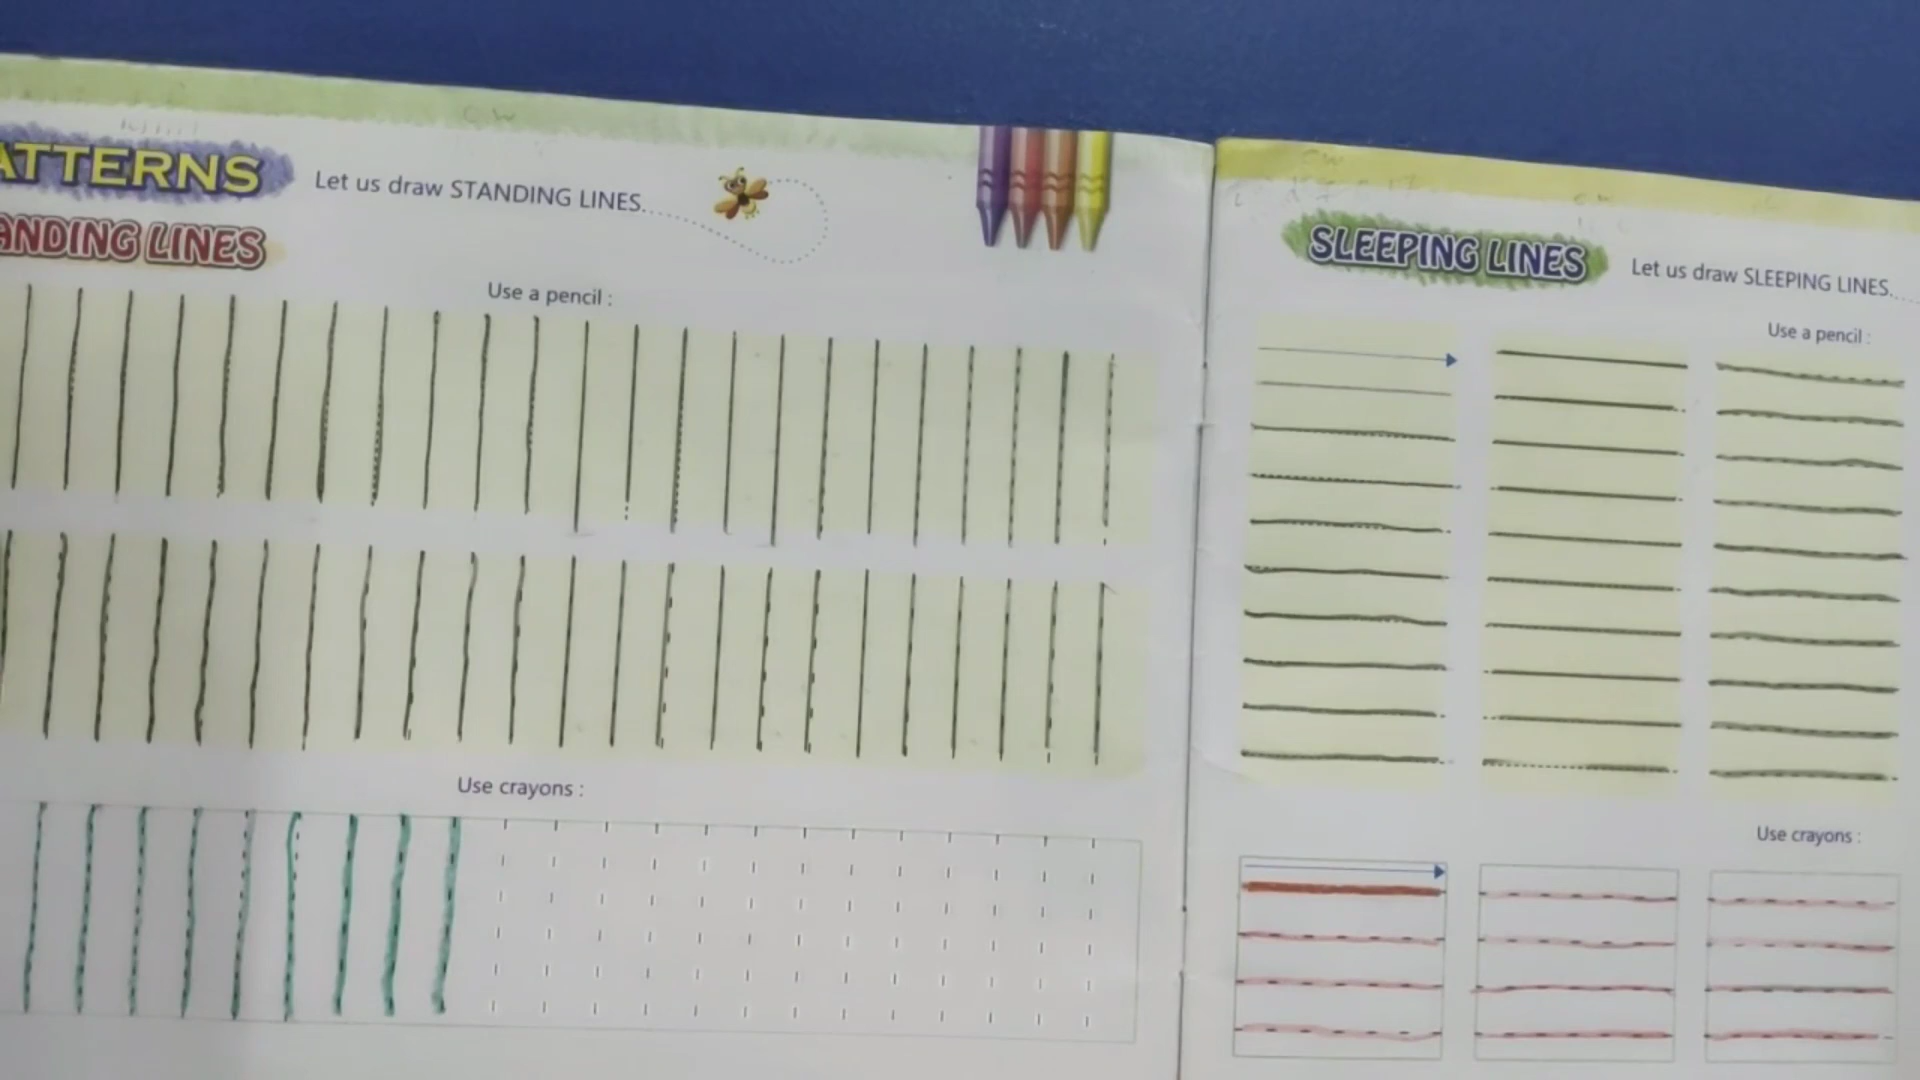 ATTERNS
ANDING LINES
Let us draw STANDING LINES.
Use a pencil :
Use crayons :
CW
SLEEPING LINES
Let us draw SLEEPING LINES.
Use a pencil :
Use crayons :